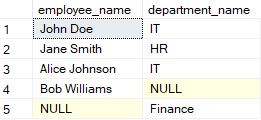 employee_name department_name
1 John Doe IT
2 Jane Smith HR
3 Alice Johnson IT
4 Bob Williams NULL
5 NULL Finance